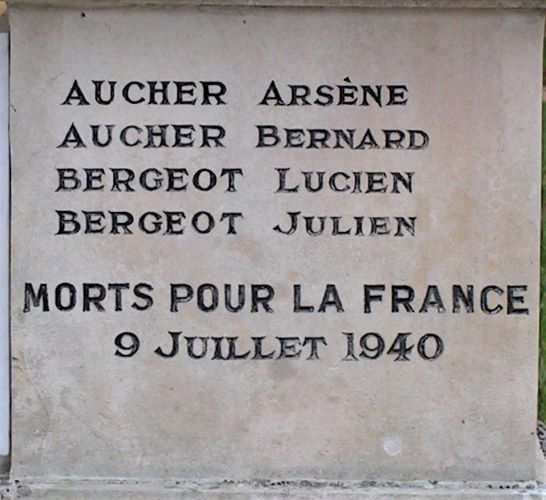 AUCHER ARSÈNE
AUCHER BERNARD
BERGEOT LUCIEN
BERGEOT JULIEN
MORTS POUR LA FRANCE
9 JUILLET 1940